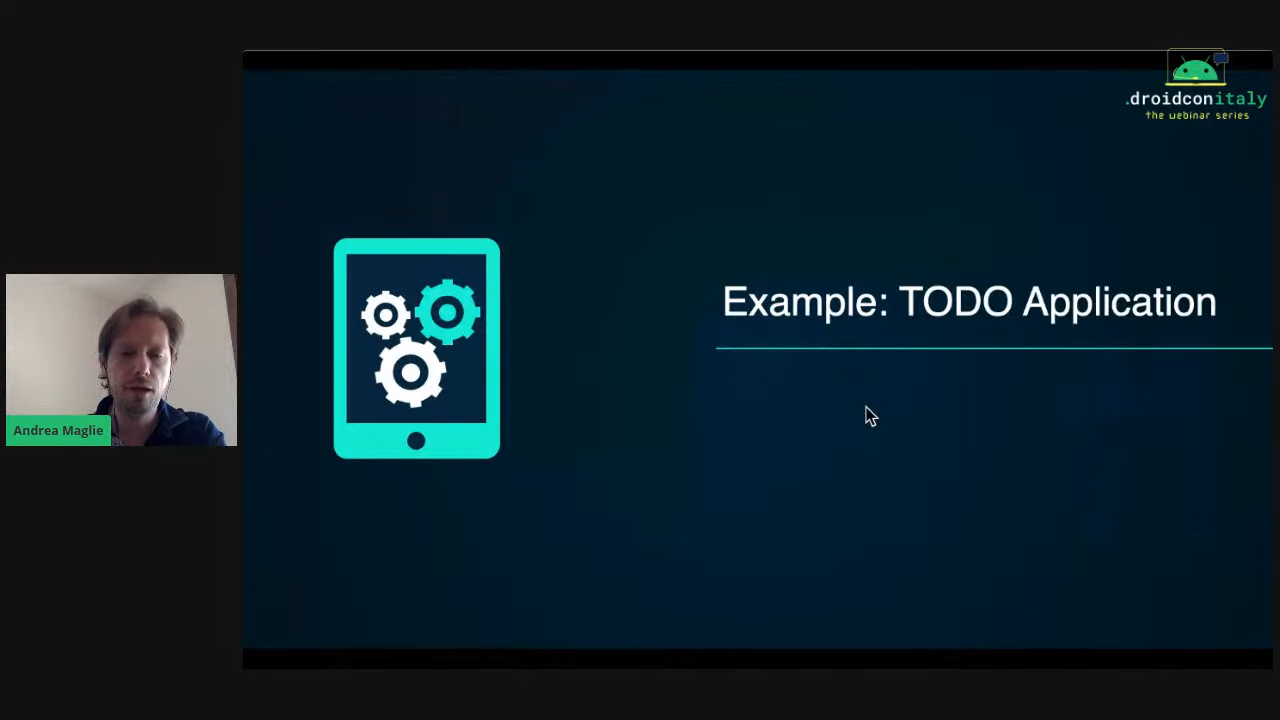 .droidconitaly
the webinar series
Example: TODO Application
Andrea Maglie